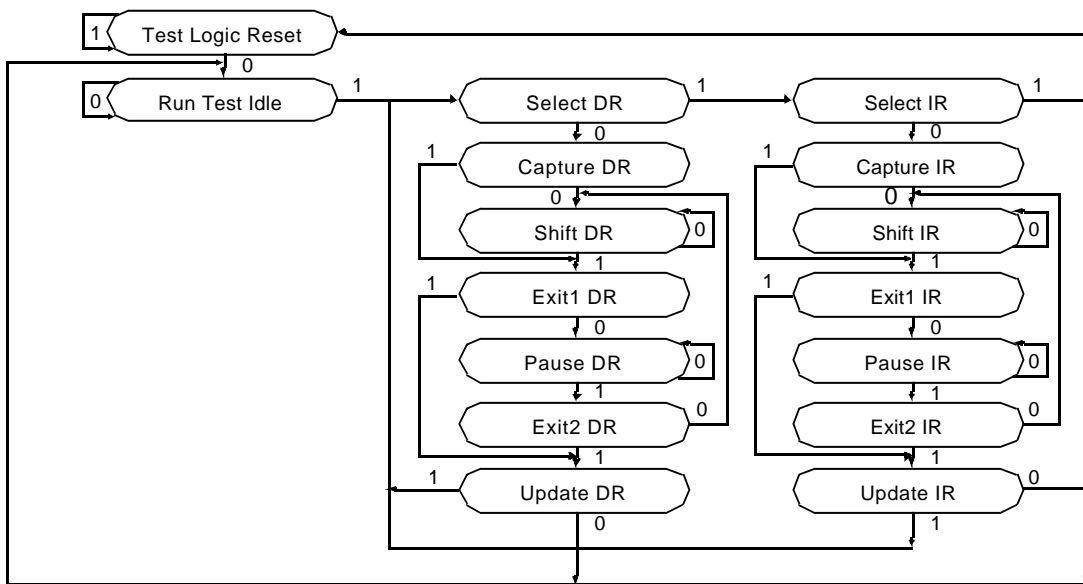 1 Test Logic Reset
0
0 Run Test Idle 1 Select DR 1 Select IR 1
0 0
1 Capture DR 1 Capture IR
0 0
Shift DR 0 Shift IR 0
1 1
1 Exit1 DR 1 Exit1 IR
0 0
Pause DR 0 Pause IR 0
1 1
Exit2 DR 0 Exit2 IR 0
1 1
1 Update DR Update IR 0
0 1